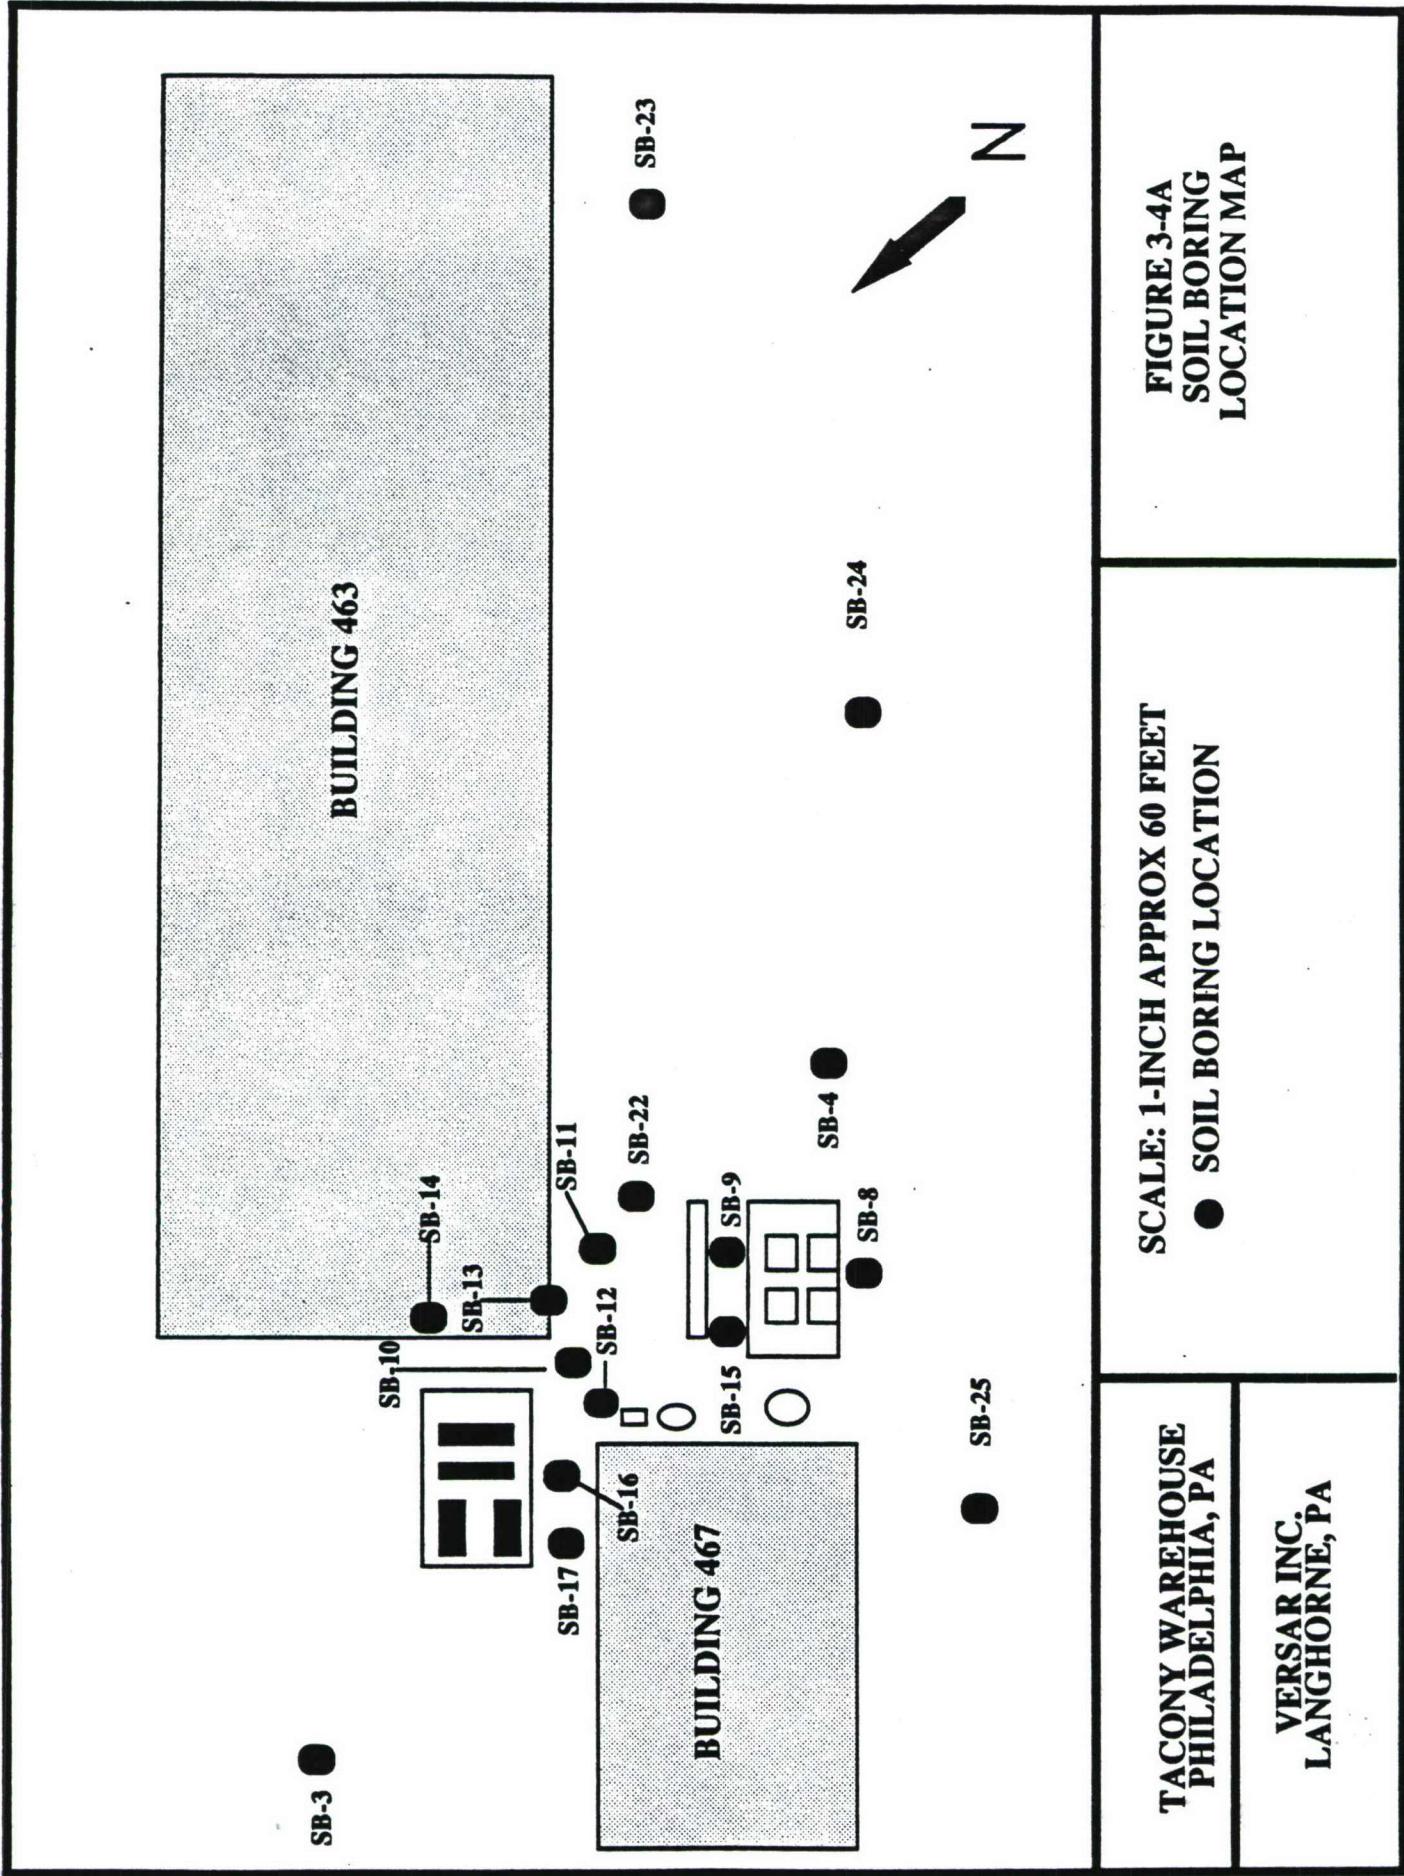 BUILDING 463
SB-23
N
SB-24
SB-14
SB-13
SB-11
SB-22
SB-4
SB-10
SB-12
SB-9
SB-8
SB-15
SB-16
SB-17
SB-25
BUILDING 467
SB-3
TACONY WAREHOUSE
PHILADELPHIA, PA
VERSAR INC.
LANGHORNE, PA
SCALE: 1-INCH APPROX 60 FEET
SOIL BORING LOCATION
FIGURE 3-4A
SOIL BORING
LOCATION MAP